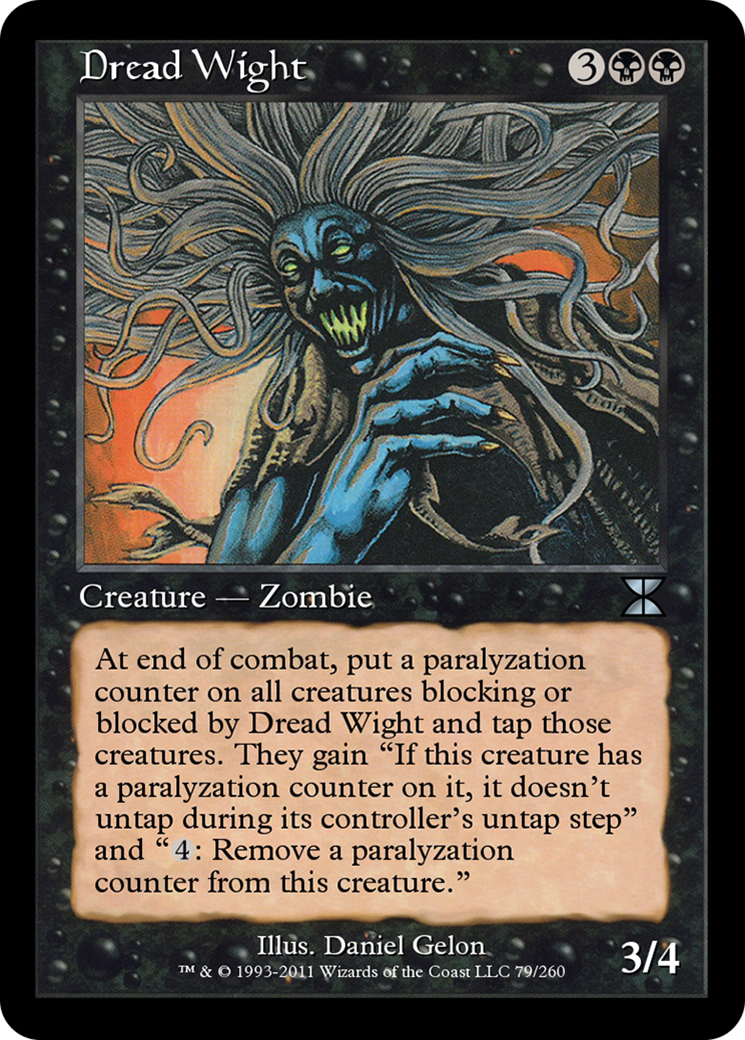 Dread Wight 3
Creature — Zombie
At end of combat, put a paralyzation
counter on all creatures blocking or
blocked by Dread Wight and tap those
creatures. They gain “If this creature has
a paralyzation counter on it, it doesn’t
untap during its controller’s untap step”
and “4: Remove a paralyzation
counter from this creature.”
Illus. Daniel Gelon
™ & © 1993-2011 Wizards of the Coast LLC 79/260
3/4